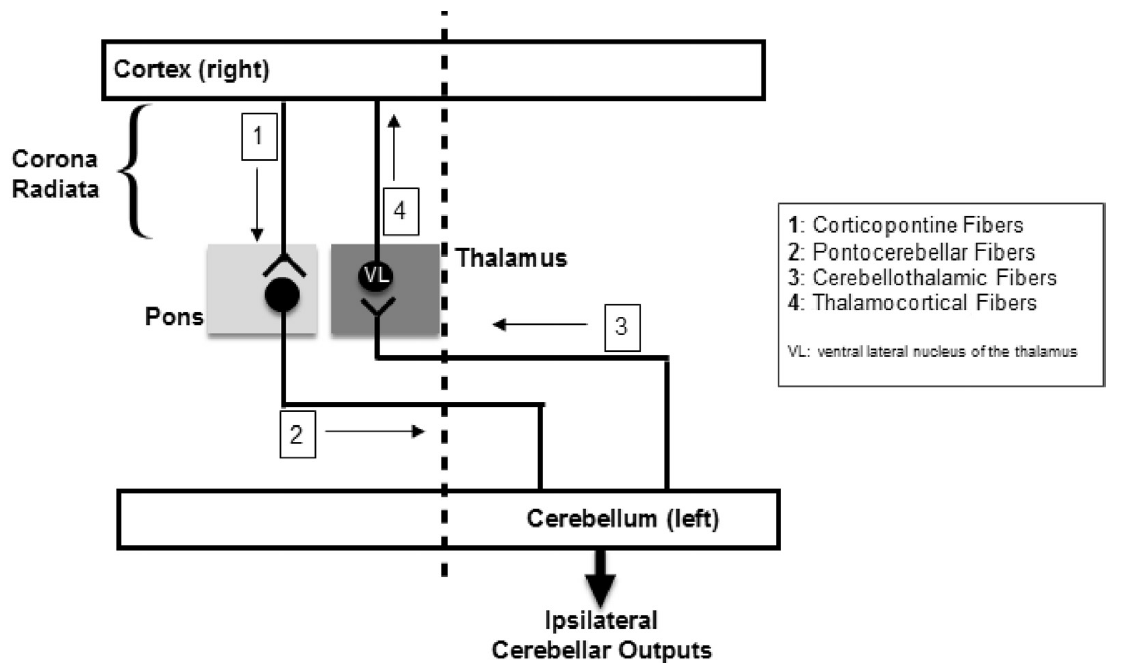 Cortex (right)
1
Corona
Radiata
4
VL
Thalamus
Pons
3
2
1: Corticopontine Fibers
2: Pontocerebellar Fibers
3: Cerebellothalamic Fibers
4: Thalamocortical Fibers
VL: ventral lateral nucleus of the thalamus
Cerebellum (left)
Ipsilateral
Cerebellar Outputs